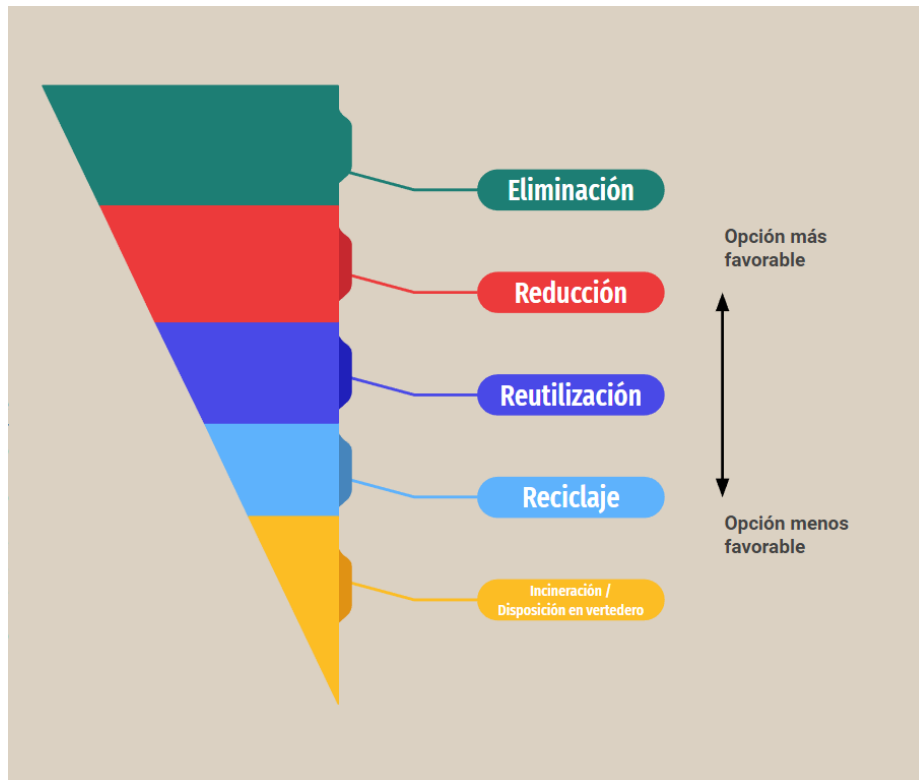 Eliminación
Opción más
favorable
Reducción
Reutilización
Reciclaje
Opción menos
favorable
Incineración /
Disposición en vertedero